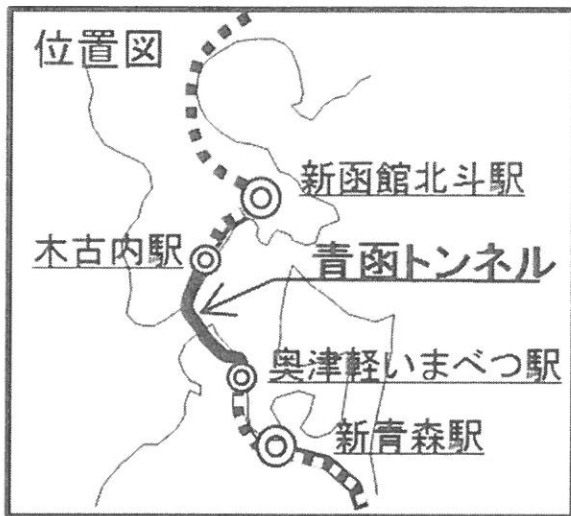 位置図
新函館北斗駅
木古内駅
青函トンネル
奥津軽いまべつ駅
新青森駅